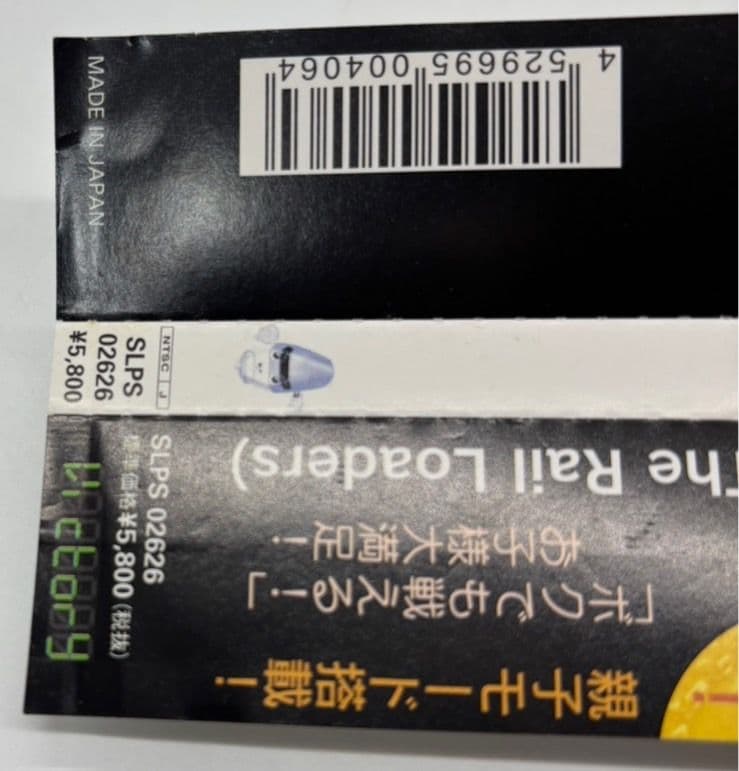 親子モード搭載!
「ボクでも戦える!」
お子様大満足!
The Rail Loaders)
Victory
SLPS 02626
標準価格¥5,800(税抜)
NTSC J
SLPS
02626
¥5,800
4 529695 004064
MADE IN JAPAN
!